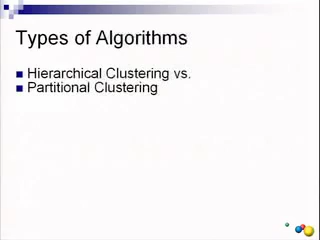 Types of Algorithms
Hierarchical Clustering vs.
Partitional Clustering